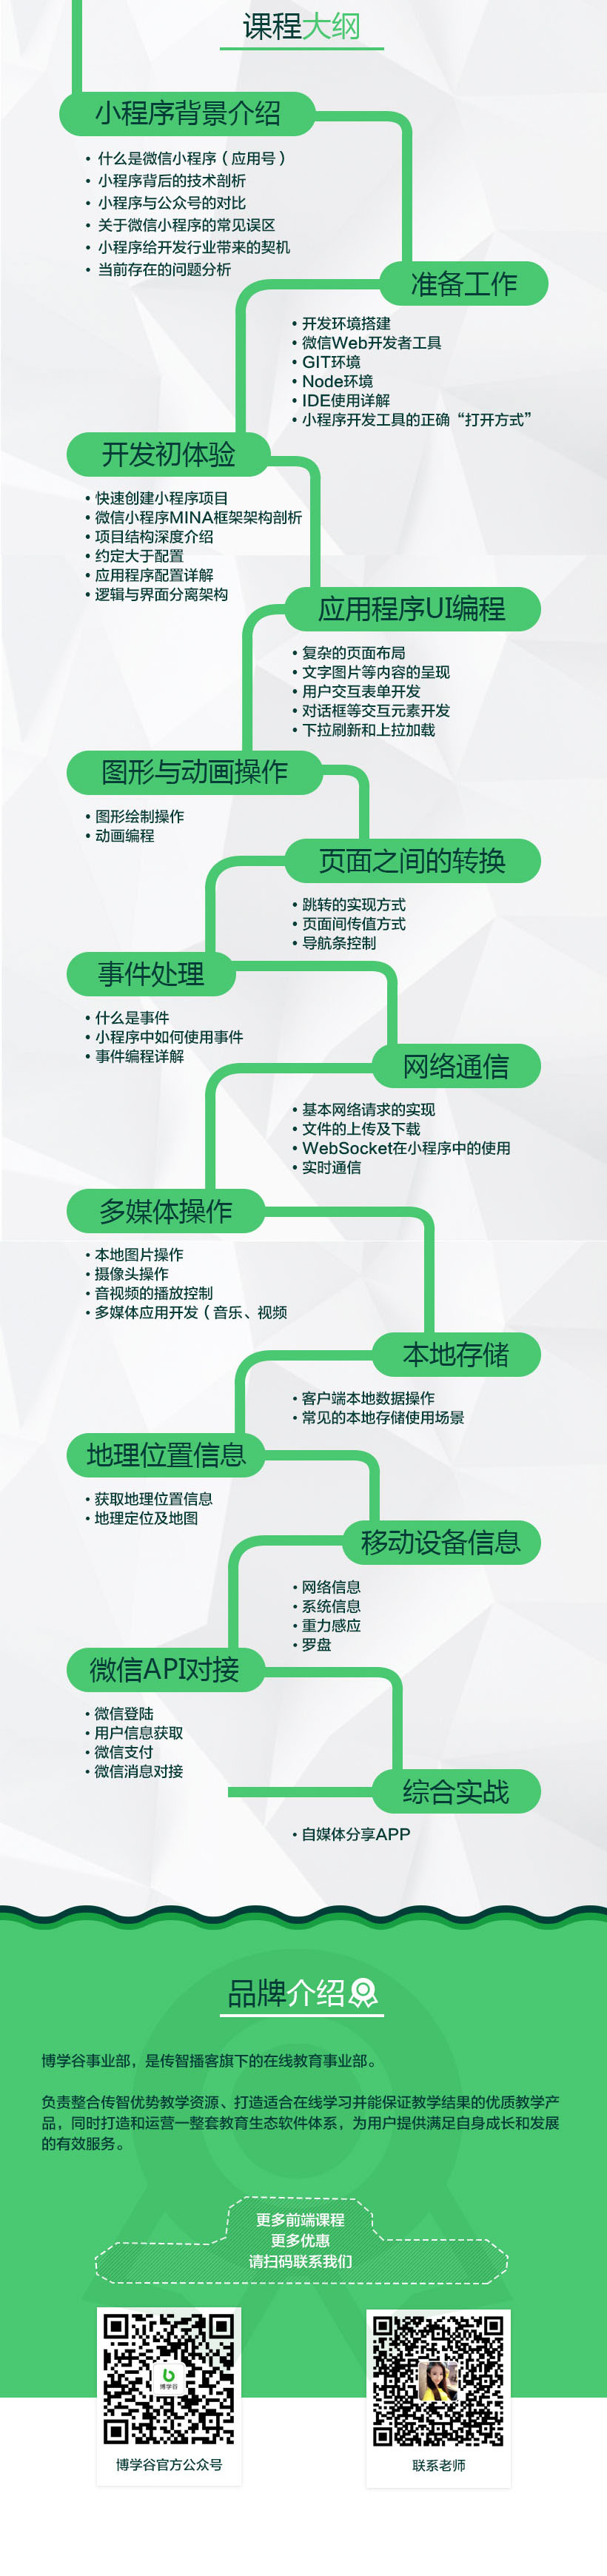 课程大纲
小程序背景介绍
• 什么是微信小程序（应用号）
• 小程序背后的技术剖析
• 小程序与公众号的对比
• 关于微信小程序的常见误区
• 小程序给开发行业带来的契机
• 当前存在的问题分析
准备工作
• 开发环境搭建
• 微信Web开发者工具
• GIT环境
• Node环境
• IDE使用详解
• 小程序开发工具的正确“打开方式”
开发初体验
• 快速创建小程序项目
• 微信小程序MINA框架架构剖析
• 项目结构深度介绍
• 约定大于配置
• 应用程序配置详解
• 逻辑与界面分离架构
应用程序UI编程
• 复杂的页面布局
• 文字图片等内容的呈现
• 用户交互表单开发
• 对话框等交互元素开发
• 下拉刷新和上拉加载
图形与动画操作
• 图形绘制操作
• 动画编程
页面之间的转换
• 跳转的实现方式
• 页面间传值方式
• 导航条控制
事件处理
• 什么是事件
• 小程序中如何使用事件
• 事件编程详解
网络通信
• 基本网络请求的实现
• 文件的上传及下载
• WebSocket在小程序中的使用
• 实时通信
多媒体操作
• 本地图片操作
• 摄像头操作
• 音视频的播放控制
• 多媒体应用开发（音乐、视频
本地存储
• 客户端本地数据操作
• 常见的本地存储使用场景
地理位置信息
• 获取地理位置信息
• 地理定位及地图
移动设备信息
• 网络信息
• 系统信息
• 重力感应
• 罗盘
微信API对接
• 微信登陆
• 用户信息获取
• 微信支付
• 微信消息对接
综合实战
• 自媒体分享APP
品牌介绍
博学谷事业部，是传智播客旗下的在线教育事业部。
负责整合传智优势教学资源、打造适合在线学习并能保证教学结果的优质教学产
品，同时打造和运营一整套教育生态软件体系，为用户提供满足自身成长和发展
的有效服务。
更多前端课程
更多优惠
请扫码联系我们
博学谷
博学谷官方公众号
联系老师